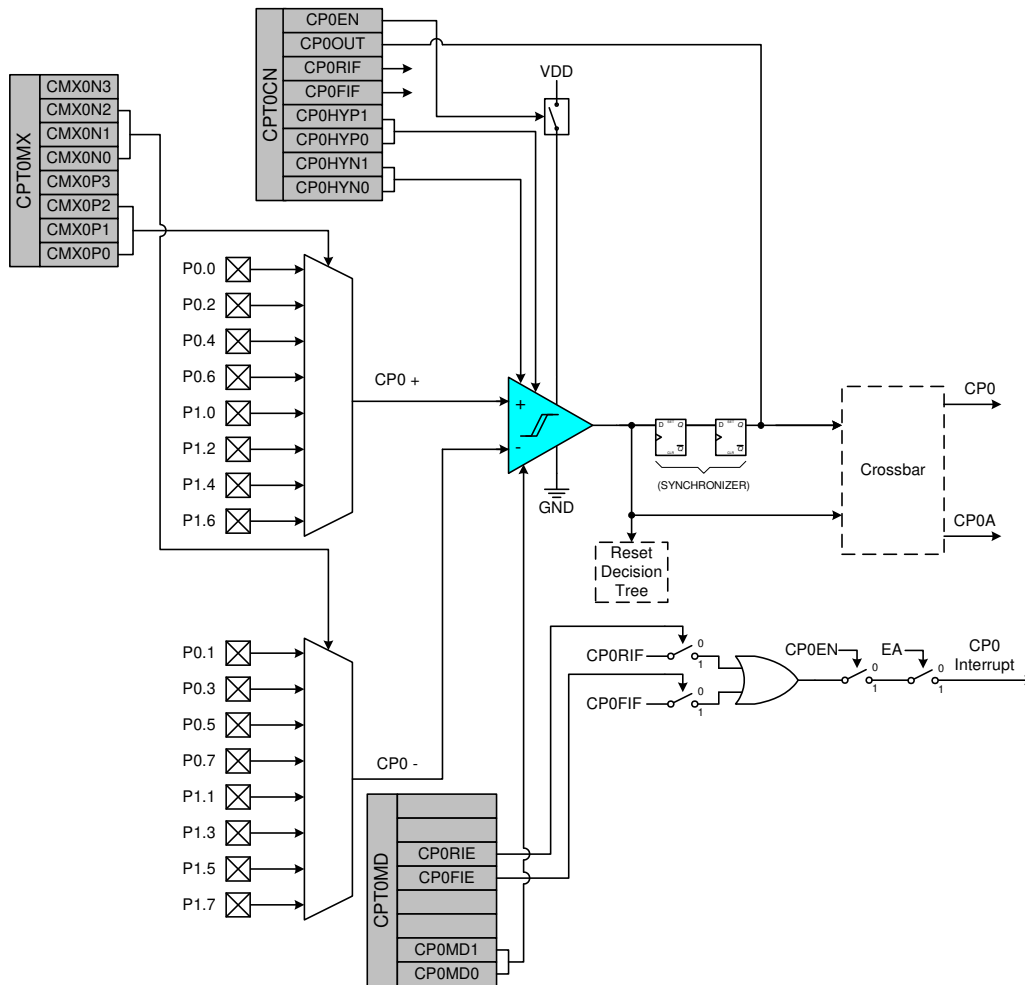 CPT0CN
CP0EN
CP0OUT
CP0RIF
CP0FIF
CP0HYP1
CP0HYP0
CP0HYN1
CP0HYN0
VDD
CPT0MX
CMX0N3
CMX0N2
CMX0N1
CMX0N0
CMX0P3
CMX0P2
CMX0P1
CMX0P0
P0.0
P0.2
P0.4
P0.6
P1.0
P1.2
P1.4
P1.6
CP0 +
+
-
GND
D SET Q
CLR Q
D SET Q
CLR Q
(SYNCHRONIZER)
Reset
Decision
Tree
Crossbar
CP0
CP0A
P0.1
P0.3
P0.5
P0.7
P1.1
P1.3
P1.5
P1.7
CP0 -
CP0RIF
0
1
CP0FIF
0
1
CP0EN
0
1
EA
0
1
CP0
Interrupt
CPT0MD
CP0RIE
CP0FIE
CP0MD1
CP0MD0